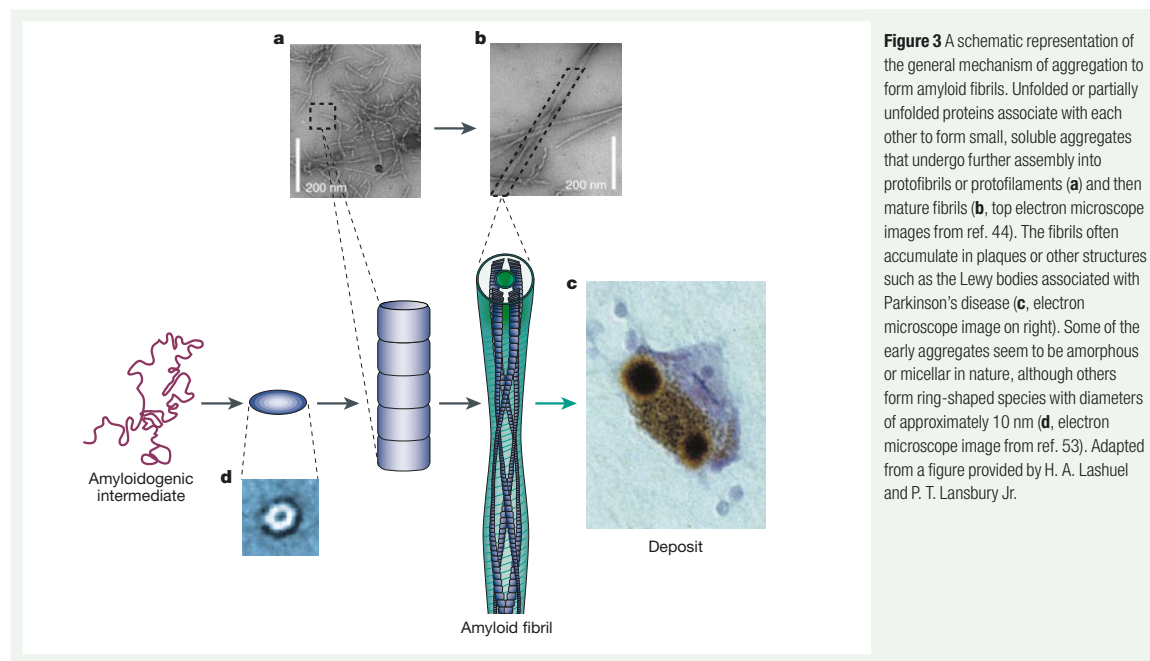 a
b
200 nm
200 nm
c
Amyloidogenic
intermediate
d
Deposit
Amyloid fibril
Figure 3 A schematic representation of
the general mechanism of aggregation to
form amyloid fibrils. Unfolded or partially
unfolded proteins associate with each
other to form small, soluble aggregates
that undergo further assembly into
protofibrils or protofilaments (a) and then
mature fibrils (b, top electron microscope
images from ref. 44). The fibrils often
accumulate in plaques or other structures
such as the Lewy bodies associated with
Parkinson's disease (c, electron
microscope image on right). Some of the
early aggregates seem to be amorphous
or micellar in nature, although others
form ring-shaped species with diameters
of approximately 10 nm (d, electron
microscope image from ref. 53). Adapted
from a figure provided by H. A. Lashuel
and P. T. Lansbury Jr.